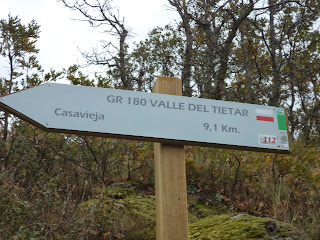 GR 180 VALLE DEL TIETAR
Casavieja 9,1 Km.
112